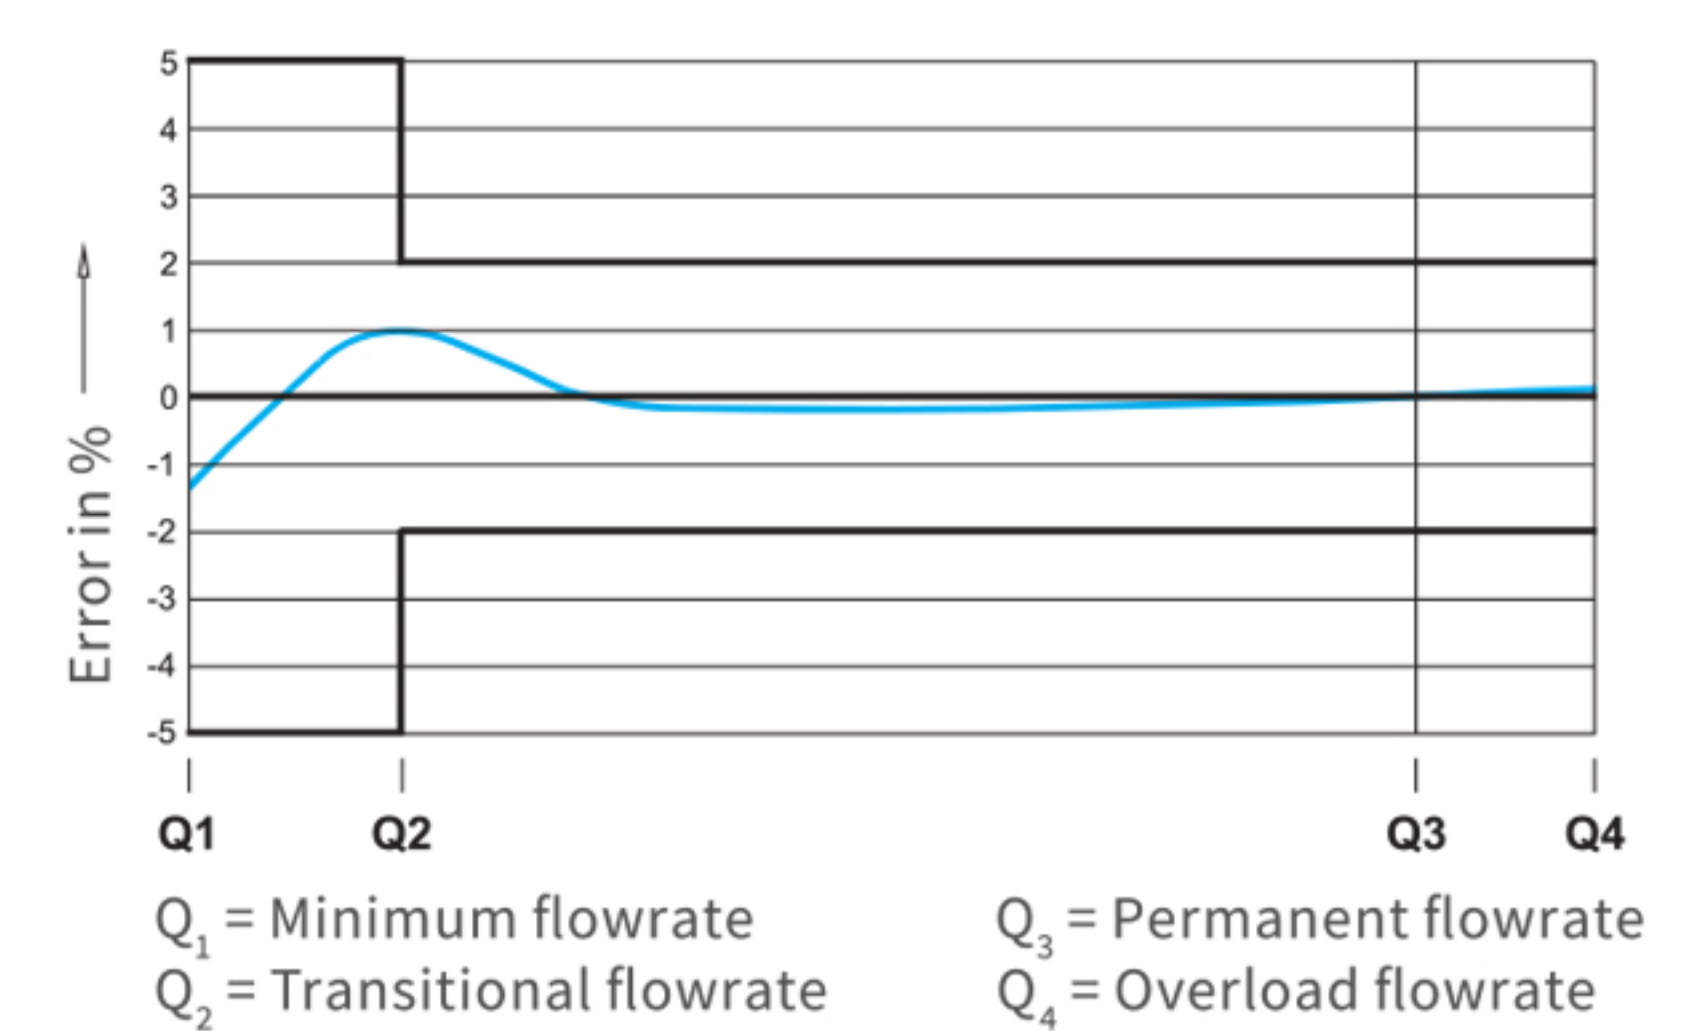 5
4
3
2
1
0
-1
-2
-3
-4
-5
Error in %
Q1 Q2 Q3 Q4
Q1 = Minimum flowrate Q3 = Permanent flowrate
Q2 = Transitional flowrate Q4 = Overload flowrate